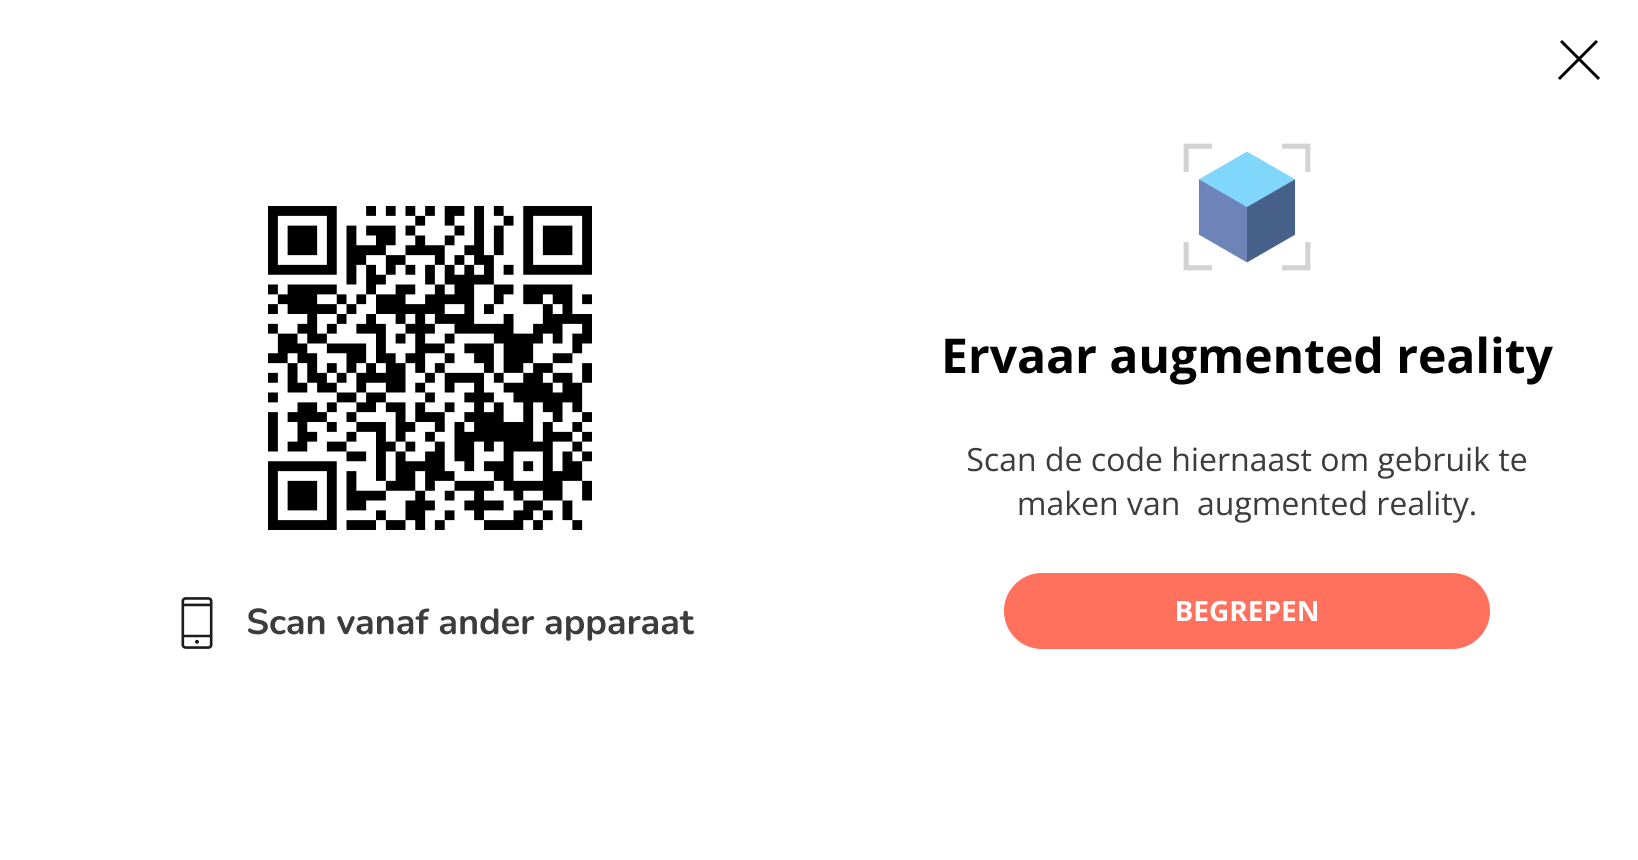 Scan vanaf ander apparaat
Ervaar augmented reality
Scan de code hiernaast om gebruik te
maken van  augmented reality.
BEGREPEN